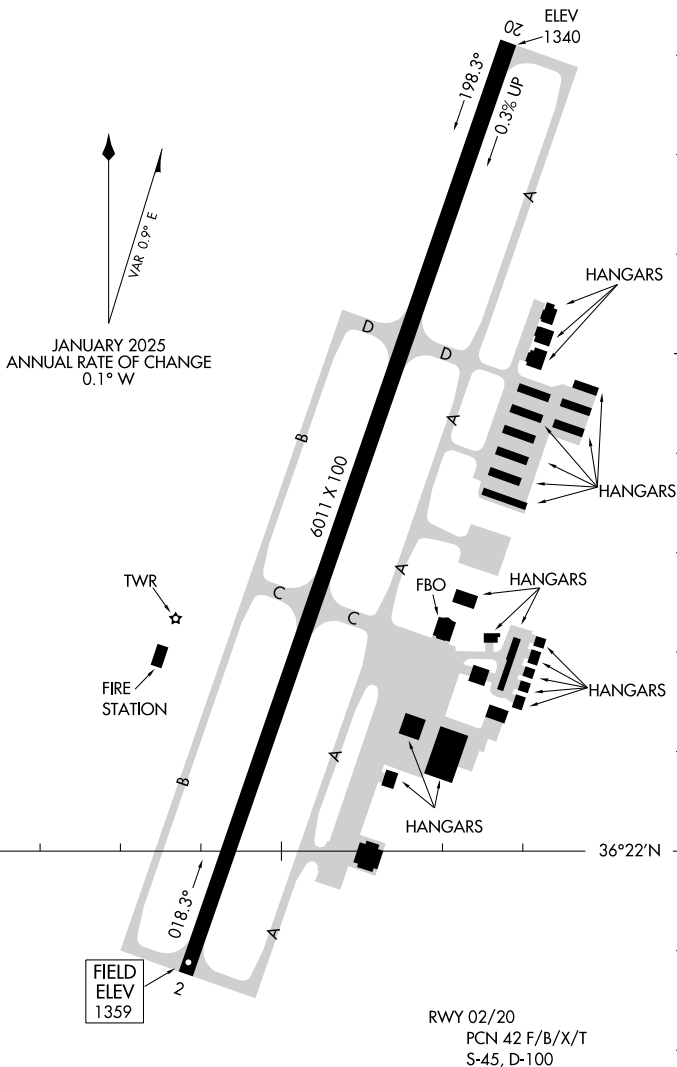 20
ELEV
1340
198.3°
0.3% UP
A
VAR 0.9° E
JANUARY 2025
ANNUAL RATE OF CHANGE
0.1° W
HANGARS
D
D
A
B
6011 X 100
HANGARS
A
TWR
C
C
FBO
HANGARS
FIRE
STATION
HANGARS
A
B
HANGARS
36°22'N
018.3°
A
FIELD
ELEV
1359
2
RWY 02/20
PCN 42 F/B/X/T
S-45, D-100